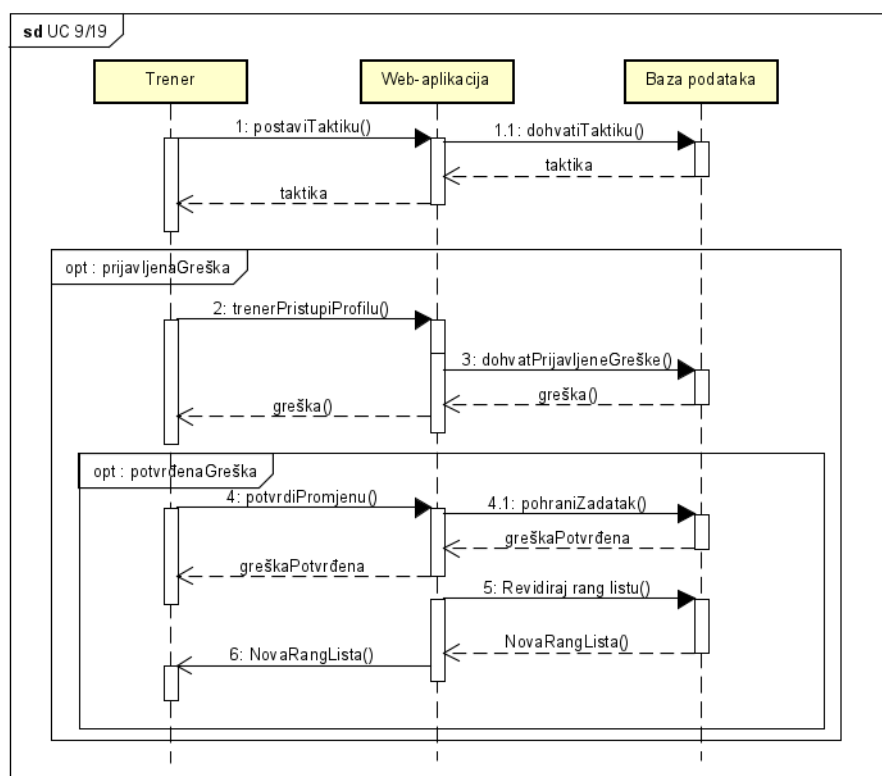 sd UC 9/19
Trener
Web-aplikacija
Baza podataka
1: postaviTaktiku()
1.1: dohvatiTaktiku()
taktika
taktika
opt : prijavljenaGreška
2: trenerPristupiProfilu()
3: dohvatPrijavljeneGreške()
greška()
greška()
opt : potvrđenaGreška
4: potvrdiPromjenu()
4.1: pohraniZadatak()
greškaPotvrđena
greškaPotvrđena
5: Revidiraj rang listu()
NovaRangLista()
6: NovaRangLista()